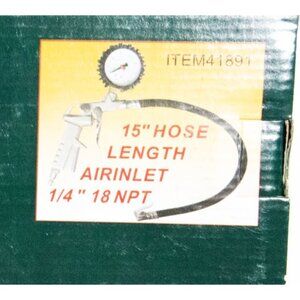 ITEM41891
15" HOSE
LENGTH
AIRINLET
1/4" 18 NPT